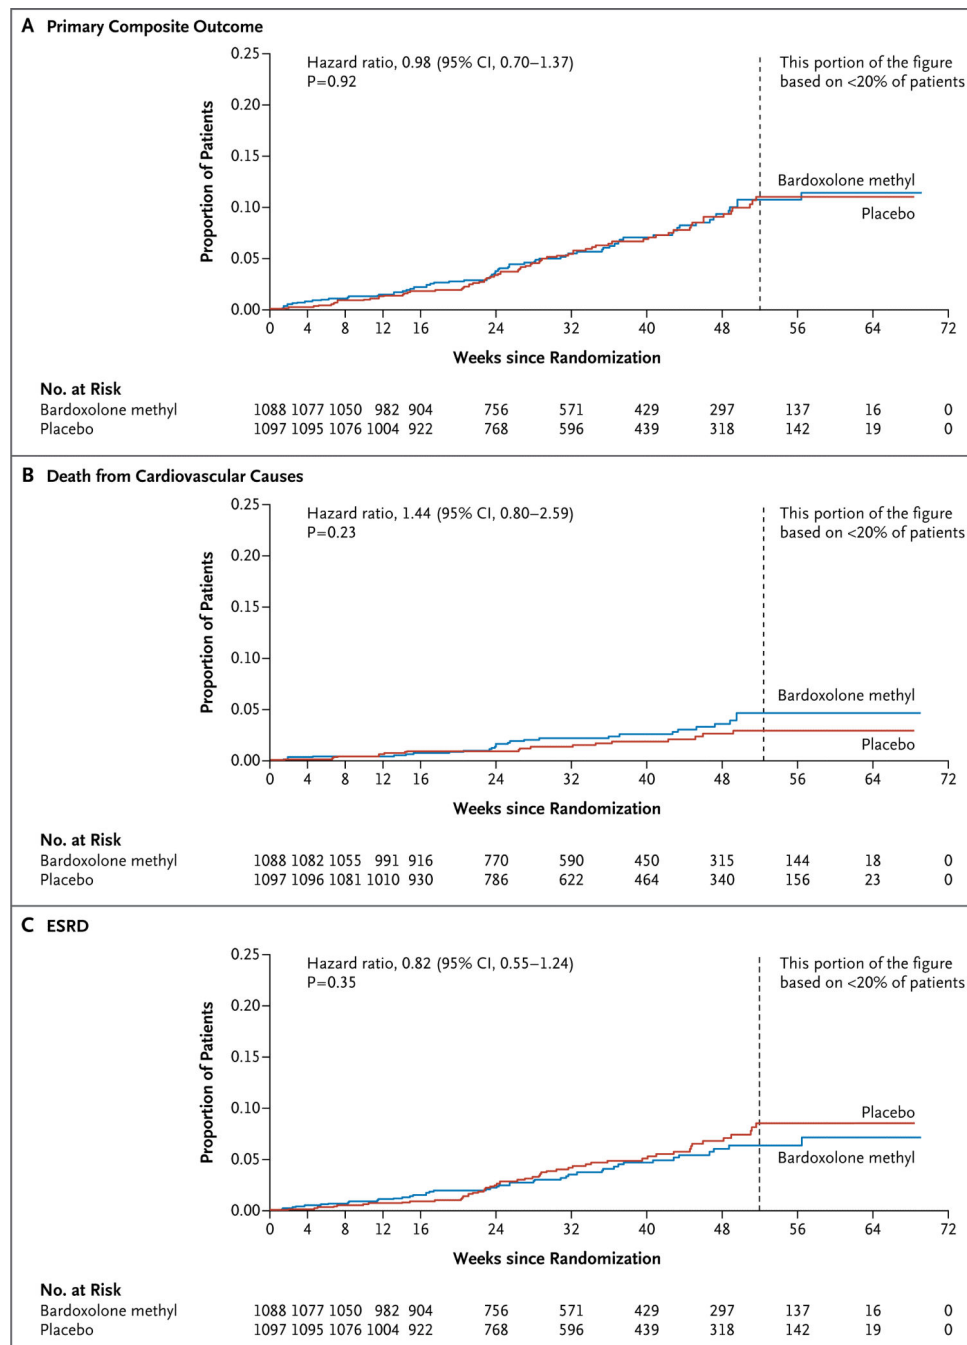 A Primary Composite Outcome
Hazard ratio, 0.98 (95% CI, 0.70–1.37)
P=0.92
This portion of the figure
based on <20% of patients
Proportion of Patients
0.25
0.20
0.15
0.10
0.05
0.00
Bardoxolone methyl
Placebo
0 4 8 12 16 24 32 40 48 56 64 72
Weeks since Randomization
No. at Risk
Bardoxolone methyl 1088 1077 1050 982 904 756 571 429 297 137 16 0
Placebo 1097 1095 1076 1004 922 768 596 439 318 142 19 0
B Death from Cardiovascular Causes
Hazard ratio, 1.44 (95% CI, 0.80–2.59)
P=0.23
This portion of the figure
based on <20% of patients
Proportion of Patients
0.25
0.20
0.15
0.10
0.05
0.00
Bardoxolone methyl
Placebo
0 4 8 12 16 24 32 40 48 56 64 72
Weeks since Randomization
No. at Risk
Bardoxolone methyl 1088 1082 1055 991 916 770 590 450 315 144 18 0
Placebo 1097 1096 1081 1010 930 786 622 464 340 156 23 0
C ESRD
Hazard ratio, 0.82 (95% CI, 0.55–1.24)
P=0.35
This portion of the figure
based on <20% of patients
Proportion of Patients
0.25
0.20
0.15
0.10
0.05
0.00
Placebo
Bardoxolone methyl
0 4 8 12 16 24 32 40 48 56 64 72
Weeks since Randomization
No. at Risk
Bardoxolone methyl 1088 1077 1050 982 904 756 571 429 297 137 16 0
Placebo 1097 1095 1076 1004 922 768 596 439 318 142 19 0